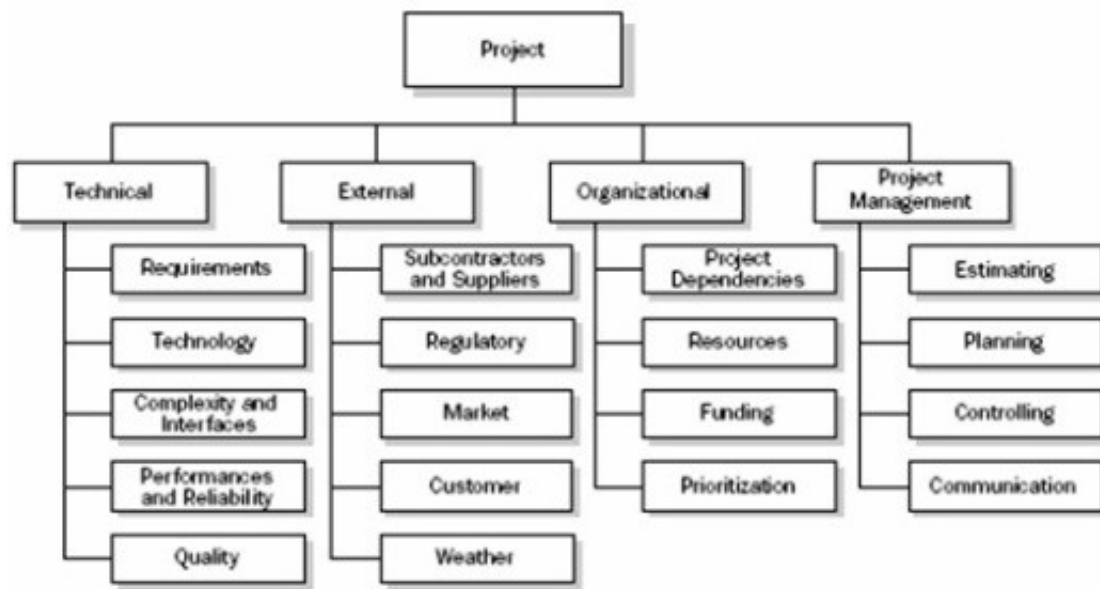 Project
Technical
External
Organizational
Project
Management
Requirements
Subcontractors
and Suppliers
Project
Dependencies
Estimating
Technology
Regulatory
Resources
Planning
Complexity and
Interfaces
Market
Funding
Controlling
Performances
and Reliability
Customer
Prioritization
Communication
Quality
Weather